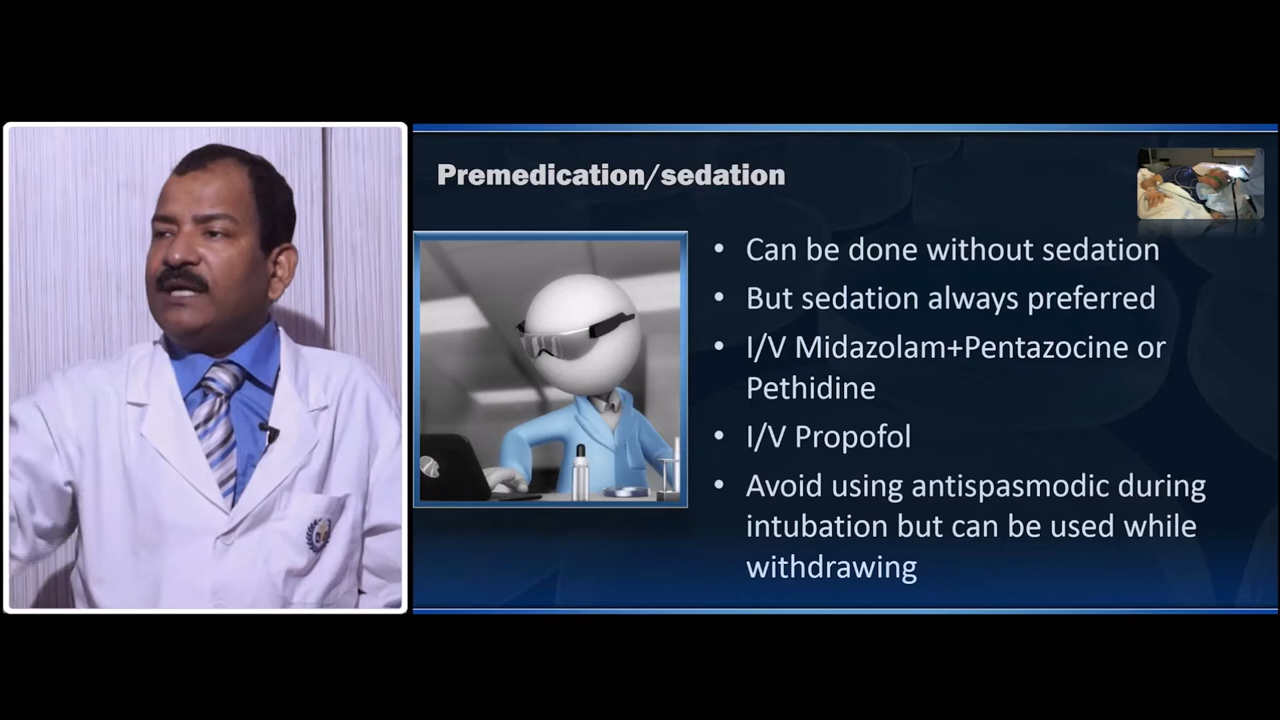 Premedication/sedation
• Can be done without sedation
• But sedation always preferred
• I/V Midazolam+Pentazocine or
Pethidine
• I/V Propofol
• Avoid using antispasmodic during
intubation but can be used while
withdrawing